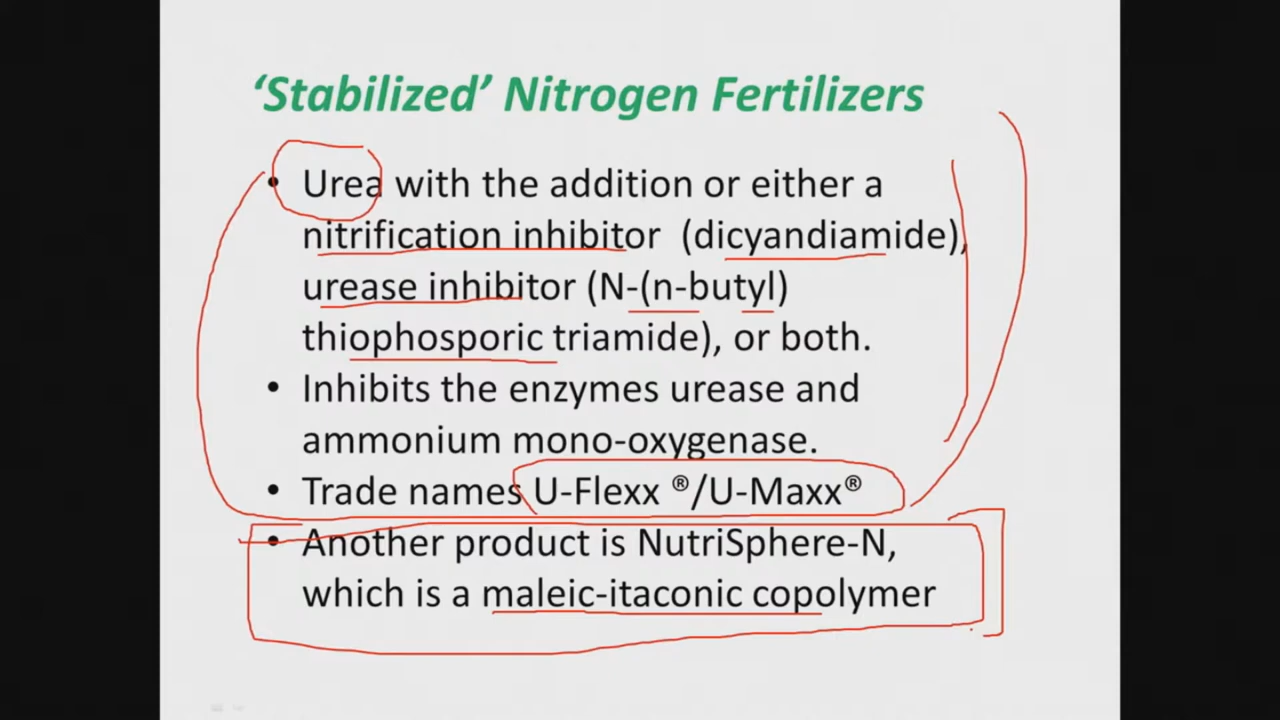 ‘Stabilized’ Nitrogen Fertilizers
• Urea with the addition or either a
nitrification inhibitor (dicyandiamide),
urease inhibitor (N-(n-butyl)
thiophosporic triamide), or both.
• Inhibits the enzymes urease and
ammonium mono-oxygenase.
• Trade names U-Flexx ®/U-Maxx®
• Another product is NutriSphere-N,
which is a maleic-itaconic copolymer